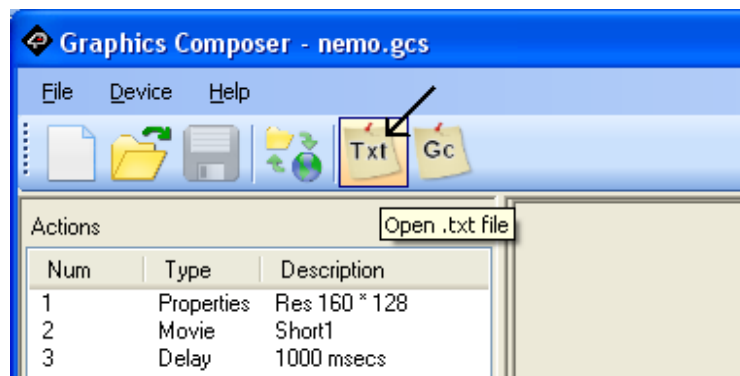 Graphics Composer - nemo.gcs
File Device Help
Txt Gc
Open .txt file
Actions
Num Type Description
1 Properties Res 160 * 128
2 Movie Short1
3 Delay 1000 msecs